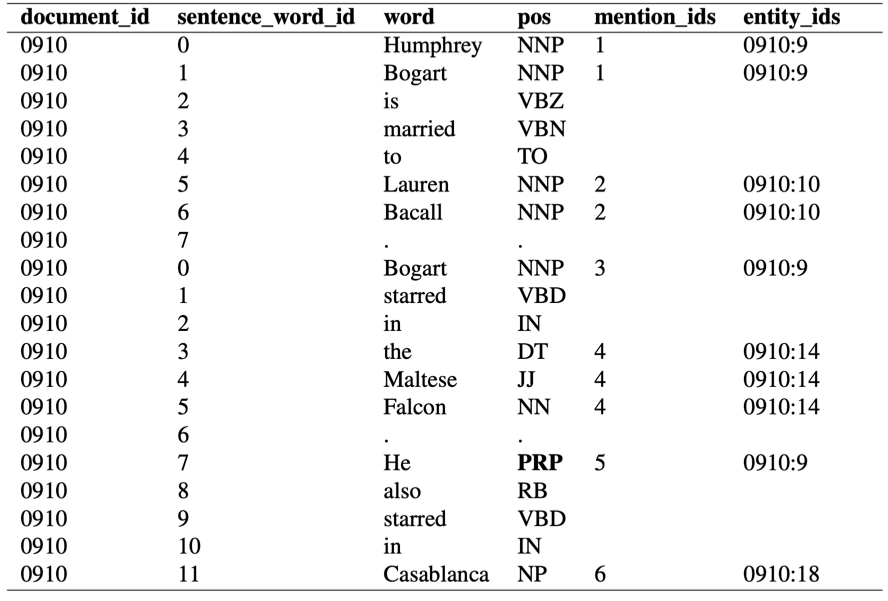 document_id sentence_word_id word pos mention_ids entity_ids
0910 0 Humphrey NNP 1 0910:9
0910 1 Bogart NNP 1 0910:9
0910 2 is VBZ
0910 3 married VBN
0910 4 to TO
0910 5 Lauren NNP 2 0910:10
0910 6 Bacall NNP 2 0910:10
0910 7 . .
0910 0 Bogart NNP 3 0910:9
0910 1 starred VBD
0910 2 in IN
0910 3 the DT 4 0910:14
0910 4 Maltese JJ 4 0910:14
0910 5 Falcon NN 4 0910:14
0910 6 . .
0910 7 He PRP 5 0910:9
0910 8 also RB
0910 9 starred VBD
0910 10 in IN
0910 11 Casablanca NP 6 0910:18